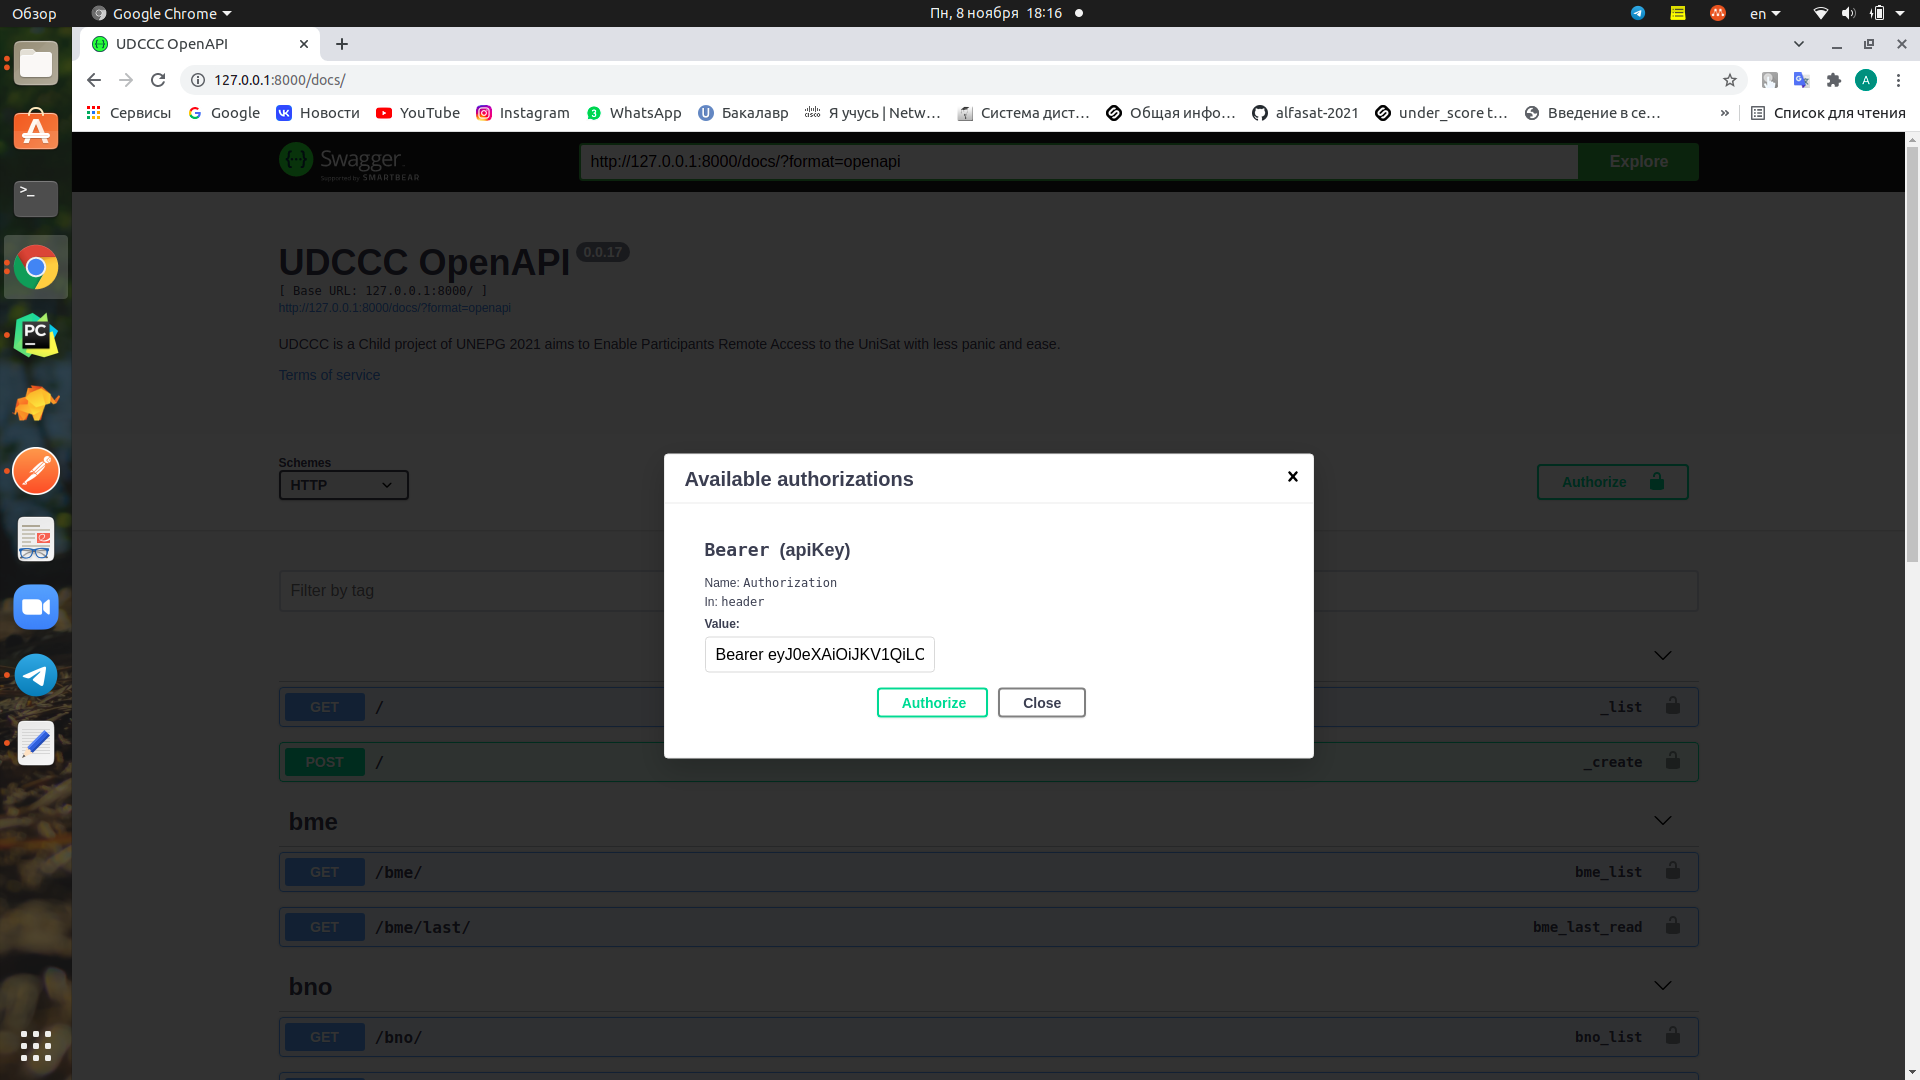 Обзор
Google Chrome
Пн, 8 ноября 18:16
en
UDCCC OpenAPI
127.0.0.1:8000/docs/
A
Сервисы
Google
Новости
YouTube
Instagram
WhatsApp
Бакалавр
Я учусь | Netw…
Система дист…
Общая инфо…
alfasat-2021
under_score t…
Введение в се…
»
Список для чтения
Swagger
Supported by SMARTBEAR
http://127.0.0.1:8000/docs/?format=openapi
Explore
UDCCC OpenAPI 0.0.17
[ Base URL: 127.0.0.1:8000/ ]
http://127.0.0.1:8000/docs/?format=openapi
UDCCC is a Child project of UNEPG 2021 aims to Enable Participants Remote Access to the UniSat with less panic and ease.
Terms of service
Schemes
HTTP
Authorize
Available authorizations
Bearer (apiKey)
Name: Authorization
In: header
Value:
Bearer eyJ0eXAiOiJKV1QiLC
Authorize
Close
Filter by tag
GET / _list
POST / _create
bme
GET /bme/ bme_list
GET /bme/last/ bme_last_read
bno
GET /bno/ bno_list